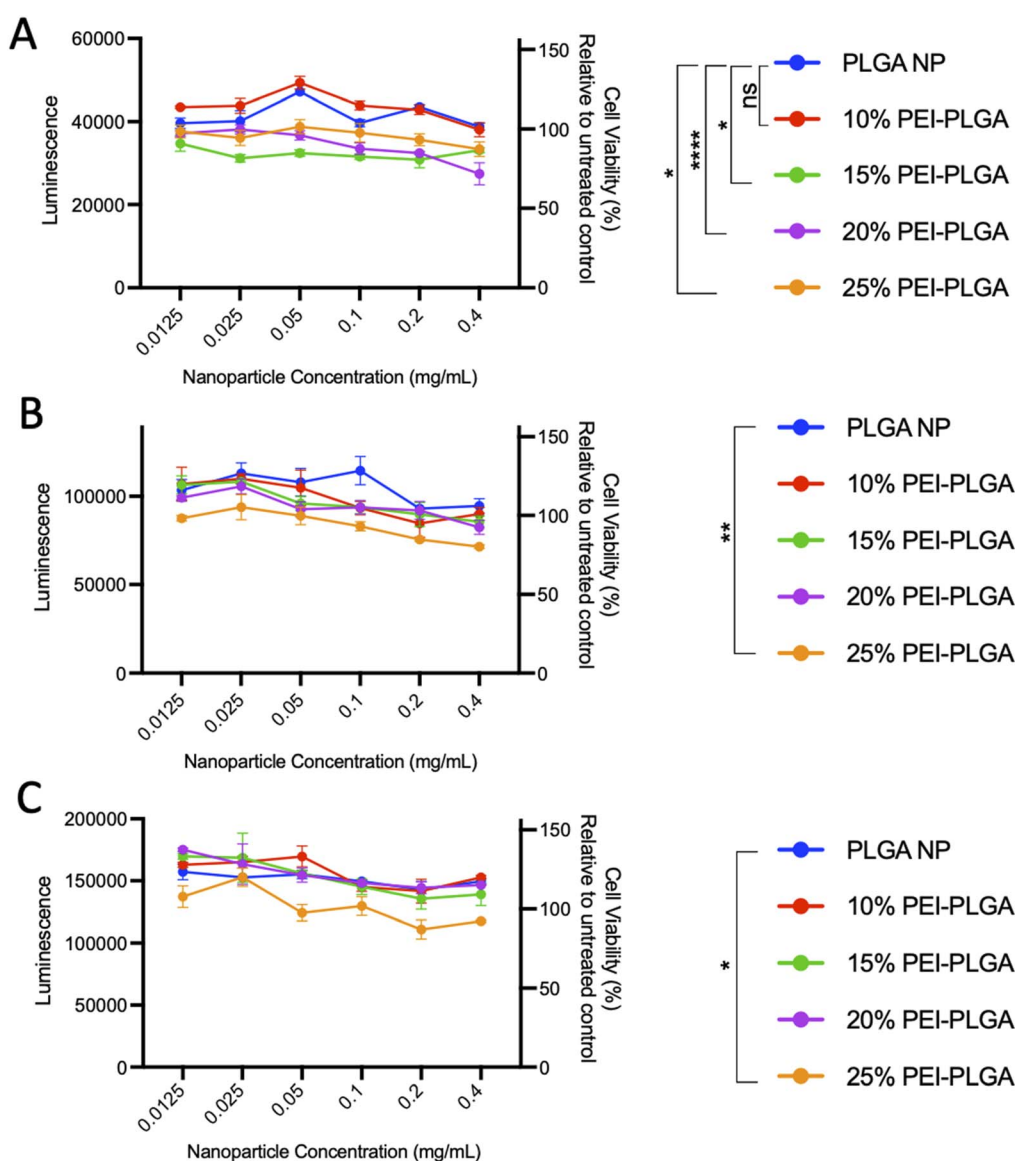 A
60000
40000
20000
0
Luminescence
150
100
50
0
Cell Viability (%)
Relative to untreated control
0.0125
0.025
0.05
0.1
0.2
0.4
Nanoparticle Concentration (mg/mL)
*
****
*
ns
PLGA NP
10% PEI-PLGA
15% PEI-PLGA
20% PEI-PLGA
25% PEI-PLGA
B
100000
50000
0
Luminescence
150
100
50
0
Cell Viability (%)
Relative to untreated control
0.0125
0.025
0.05
0.1
0.2
0.4
Nanoparticle Concentration (mg/mL)
**
PLGA NP
10% PEI-PLGA
15% PEI-PLGA
20% PEI-PLGA
25% PEI-PLGA
C
200000
150000
100000
50000
0
Luminescence
150
100
50
0
Cell Viability (%)
Relative to untreated control
0.0125
0.025
0.05
0.1
0.2
0.4
Nanoparticle Concentration (mg/mL)
*
PLGA NP
10% PEI-PLGA
15% PEI-PLGA
20% PEI-PLGA
25% PEI-PLGA